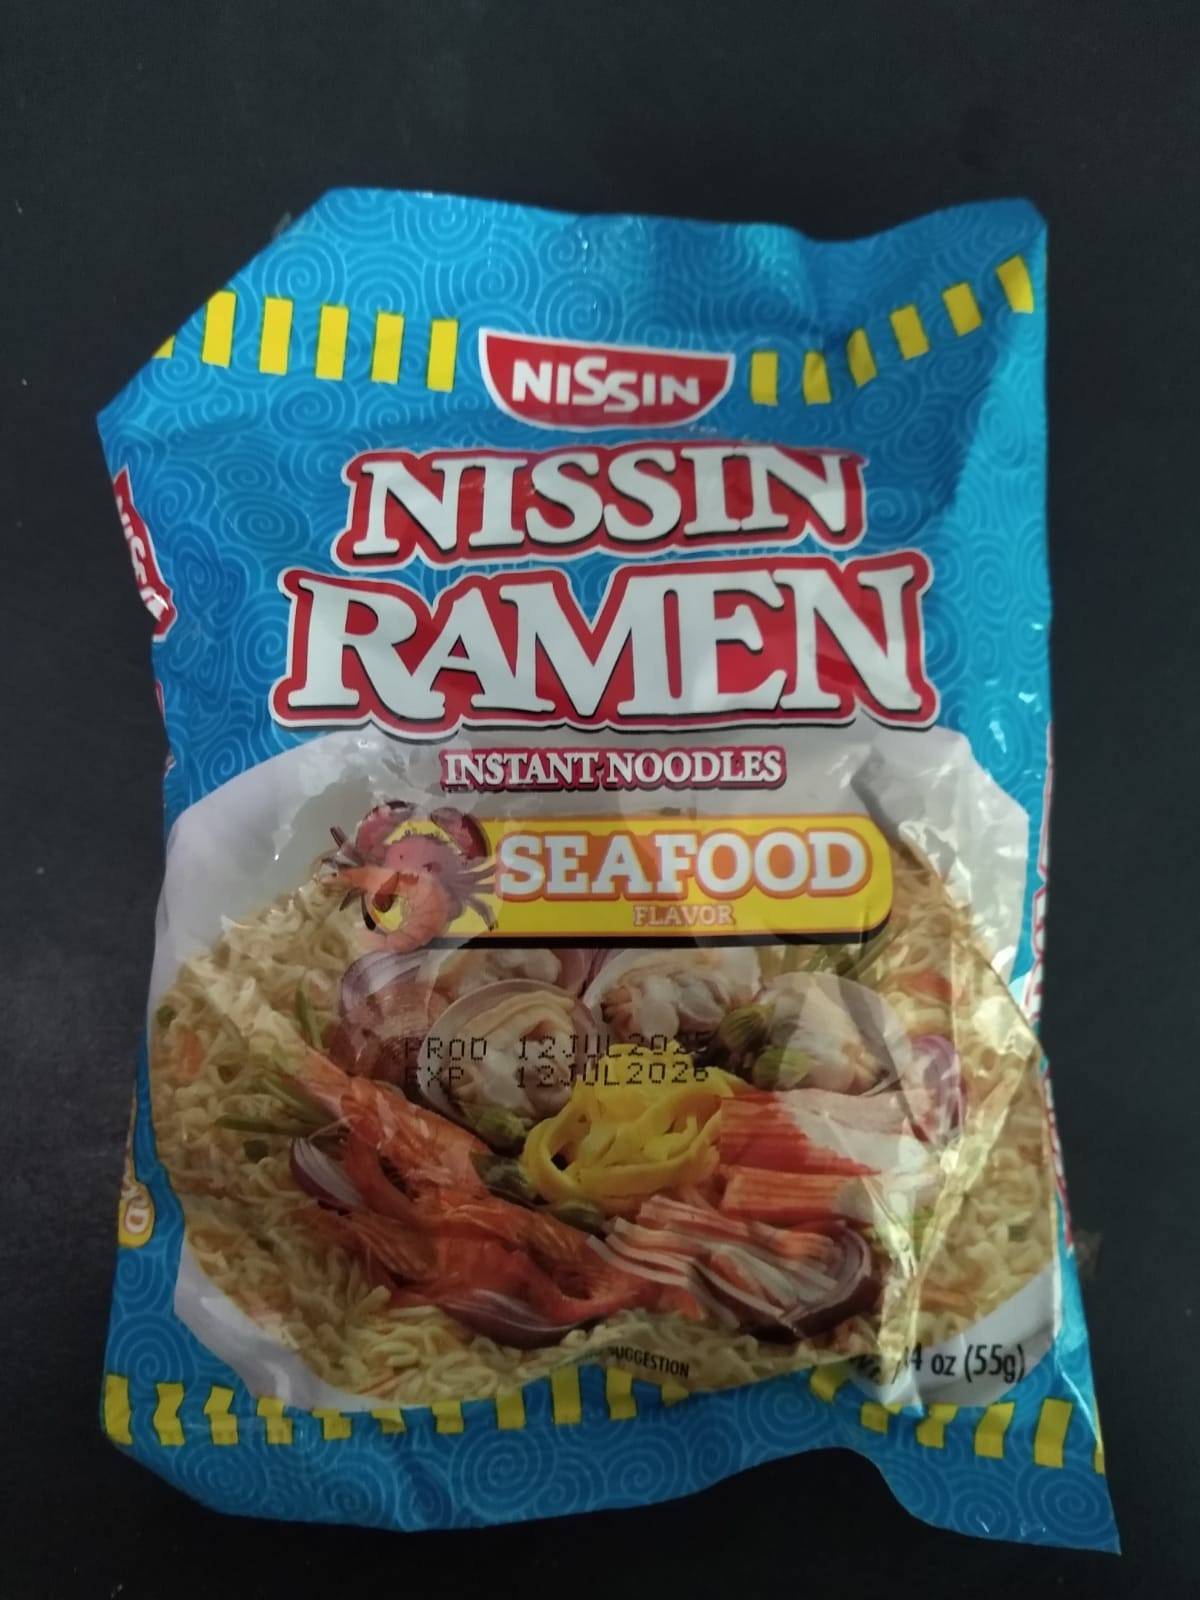 NISSIN
NISSIN
RAMEN
INSTANT NOODLES
SEAFOOD
FLAVOR
PROD 12JUL2025
EXP 12JUL2026
SUGGESTION
oz (55g)